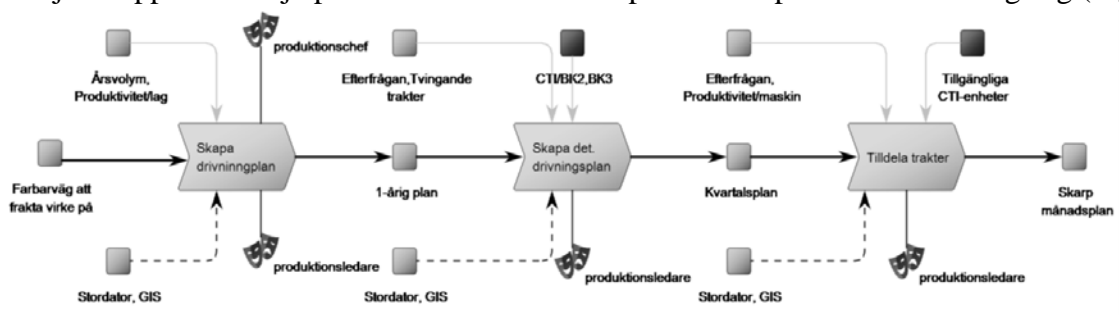 produktionschef
Årsvolym,
Produktivitet/lag
Efterfrågan,Tvingande
trakter
CTI/BK2,BK3
Efterfrågan,
Produktivitet/maskin
Tillgängliga
CTI-enheter
Skapa
drivninngplan
Skapa det.
drivningsplan
Tilldela trakter
Farbarväg att
frakta virke på
1-årig plan
Kvartalsplan
Skarp
månadsplan
produktionsledare
produktionsledare
produktionsledare
Stordator, GIS
Stordator, GIS
Stordator, GIS